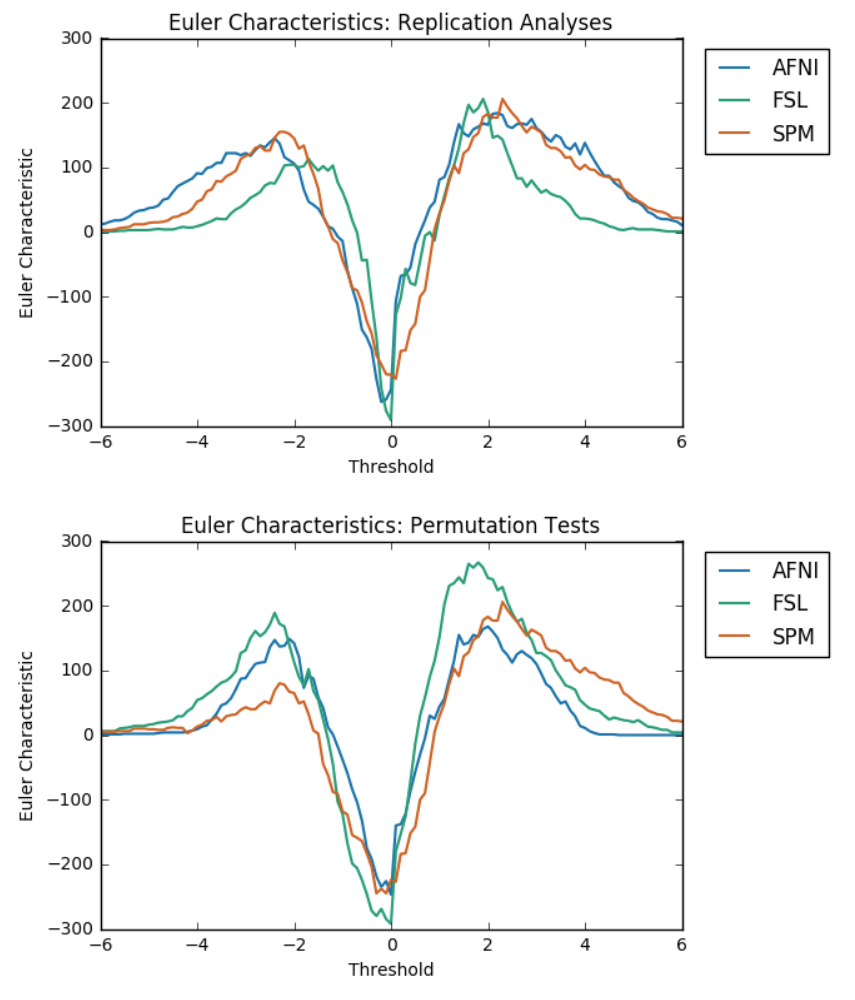 Euler Characteristics: Replication Analyses
300
200
100
0
−100
−200
−300
Euler Characteristic
−6 −4 −2 0 2 4 6
Threshold
AFNI
FSL
SPM
Euler Characteristics: Permutation Tests
300
200
100
0
−100
−200
−300
Euler Characteristic
−6 −4 −2 0 2 4 6
Threshold
AFNI
FSL
SPM